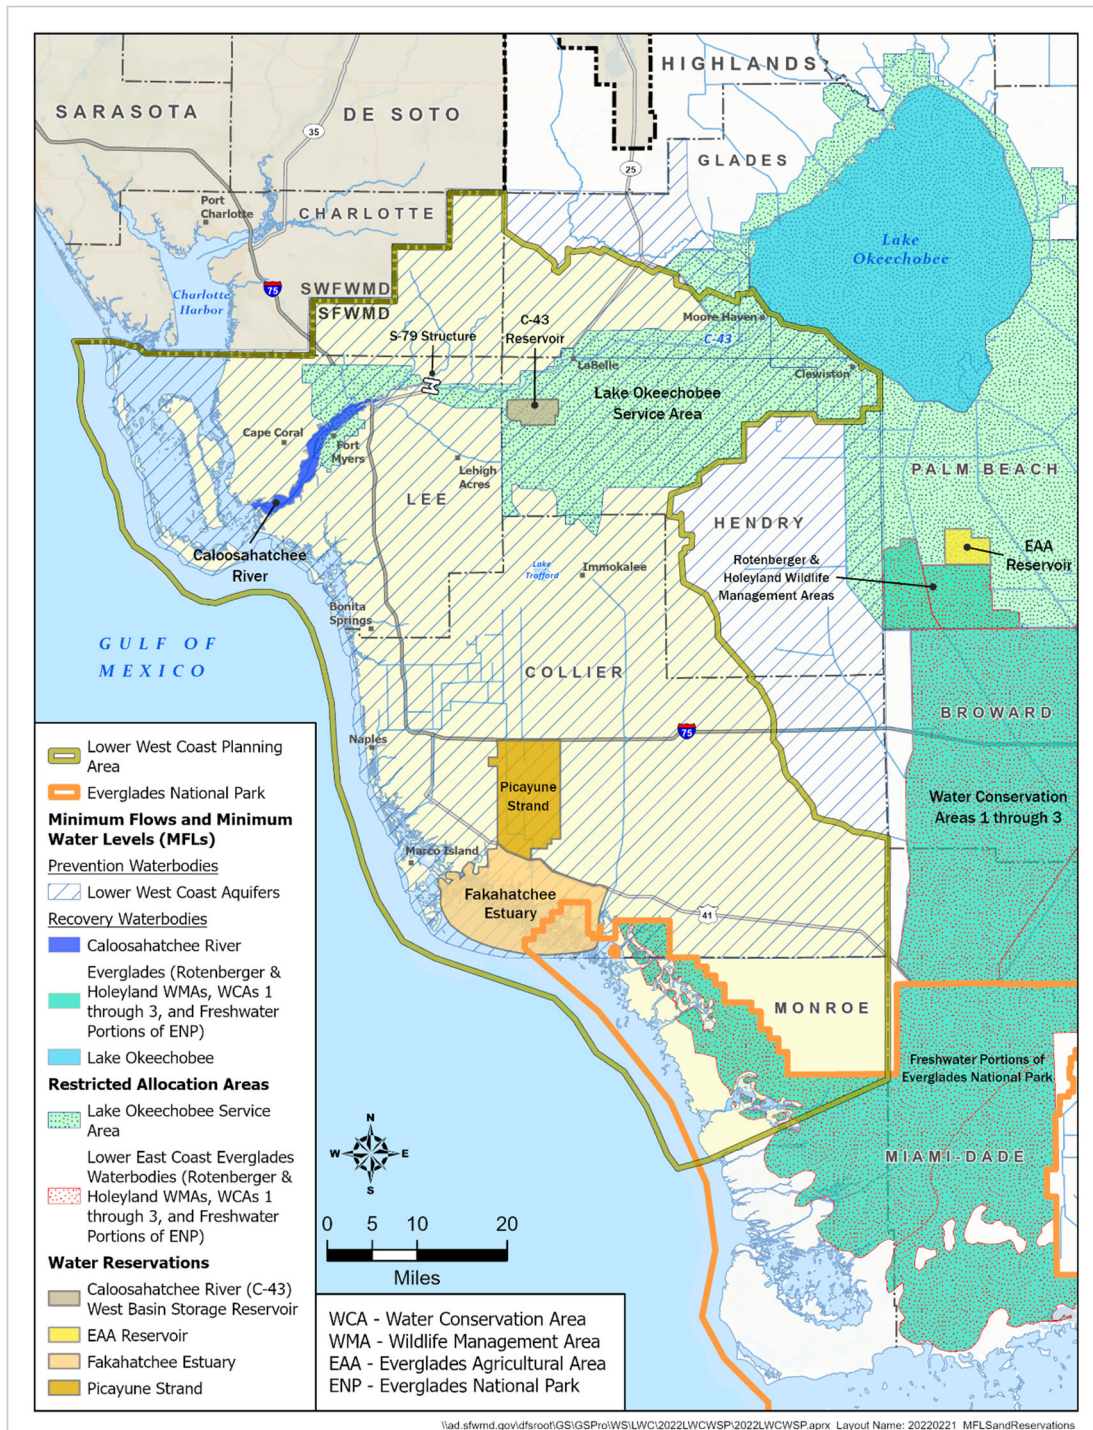 HIGHLANDS
SARASOTA
DE SOTO
35
GLADES
25
Port
Charlotte
CHARLOTTE
Lake
Okeechobee
Charlotte
Harbor
75
SWFWMD
SFWMD
S-79 Structure
C-43
Reservoir
Moore Haven
C-43
LaBelle
Clewiston
Lake Okeechobee
Service Area
Cape Coral
Fort
Myers
Lehigh
Acres
PALM BEACH
LEE
HENDRY
Caloosahatchee
River
Lake
Trafford
Immokalee
Rotenberger &
Holeyland Wildlife
Management Areas
EAA
Reservoir
Bonita
Springs
GULF OF
MEXICO
COLLIER
BROWARD
75
Naples
Picayune
Strand
Water Conservation
Areas 1 through 3
Marco Island
Fakahatchee
Estuary
41
MONROE
Freshwater Portions of
Everglades National Park
MIAMI-DADE
Lower West Coast Planning
Area
Everglades National Park
Minimum Flows and Minimum
Water Levels (MFLs)
Prevention Waterbodies
Lower West Coast Aquifers
Recovery Waterbodies
Caloosahatchee River
Everglades (Rotenberger &
Holeyland WMAs, WCAs 1
through 3, and Freshwater
Portions of ENP)
Lake Okeechobee
Restricted Allocation Areas
Lake Okeechobee Service
Area
Lower East Coast Everglades
Waterbodies (Rotenberger &
Holeyland WMAs, WCAs 1
through 3, and Freshwater
Portions of ENP)
Water Reservations
Caloosahatchee River (C-43)
West Basin Storage Reservoir
EAA Reservoir
Fakahatchee Estuary
Picayune Strand
N
W E
S
0 5 10 20
Miles
WCA - Water Conservation Area
WMA - Wildlife Management Area
EAA - Everglades Agricultural Area
ENP - Everglades National Park
\\ad.sfwmd.gov\dfsroot\GS\GSPro\WS\LWC\2022LWCWSP\2022LWCWSP.aprx Layout Name: 20220221_MFLSandReservations